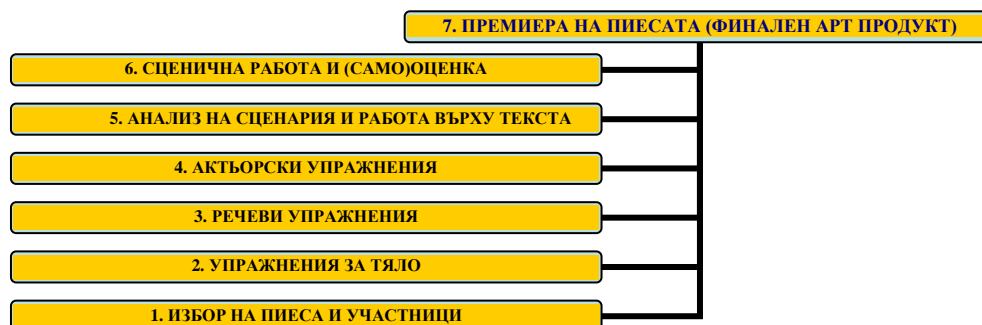 7. ПРЕМИЕРА НА ПИЕСАТА (ФИНАЛЕН АРТ ПРОДУКТ)
6. СЦЕНИЧНА РАБОТА И (САМО)ОЦЕНКА
5. АНАЛИЗ НА СЦЕНАРИЯ И РАБОТА ВЪРХУ ТЕКСТА
4. АКТЬОРСКИ УПРАЖНЕНИЯ
3. РЕЧЕВИ УПРАЖНЕНИЯ
2. УПРАЖНЕНИЯ ЗА ТЯЛО
1. ИЗБОР НА ПИЕСА И УЧАСТНИЦИ